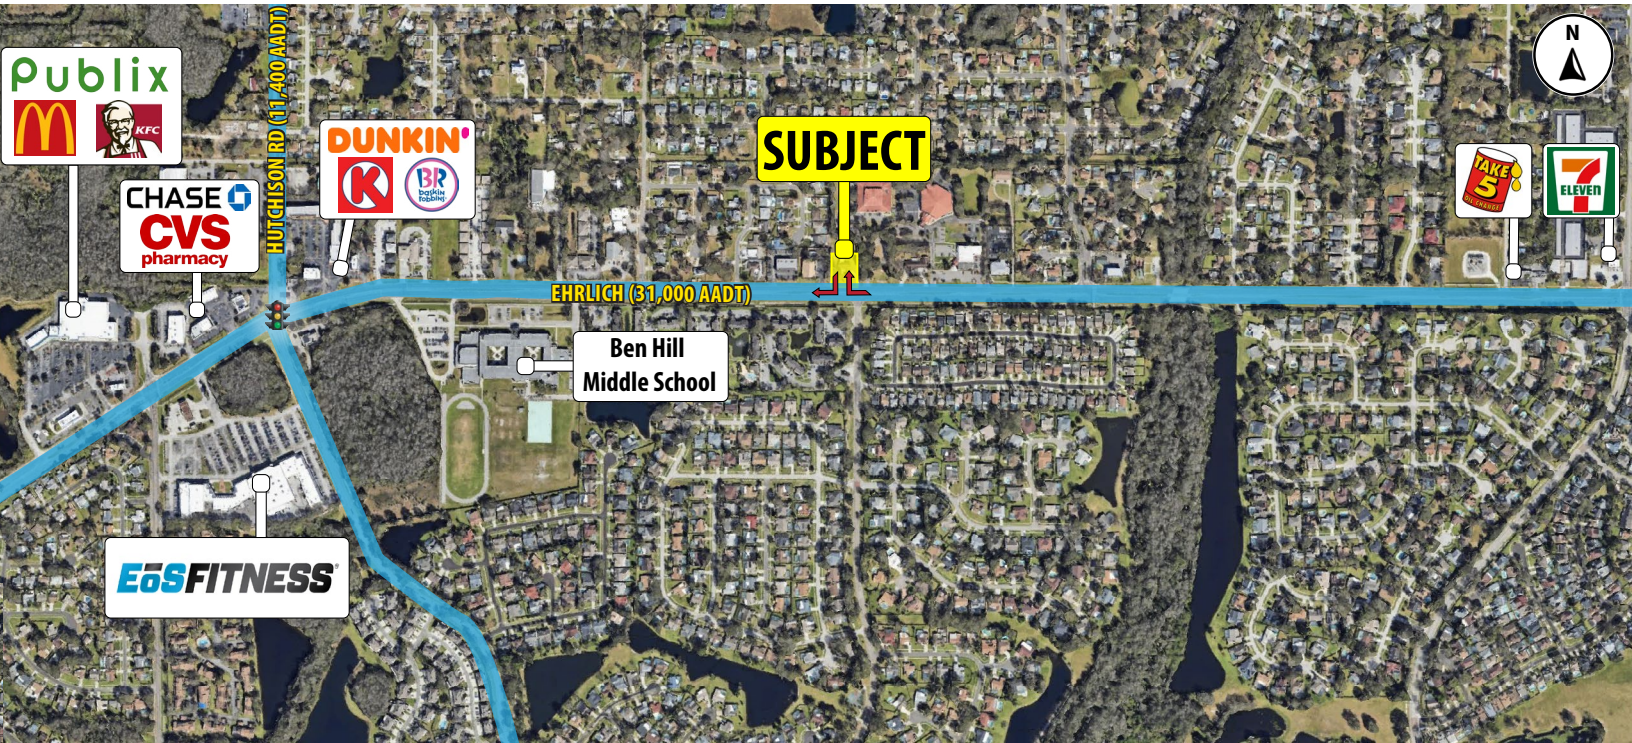 N
Publix
KFC
HUTCHISON RD (11,400 AADT)
DUNKIN'
K
BR
baskin
robbins
CHASE
CVS
pharmacy
SUBJECT
TAKE
5
OIL CHANGE
7
ELEVEN
EHRLICH (31,000 AADT)
Ben Hill
Middle School
EōSFITNESS